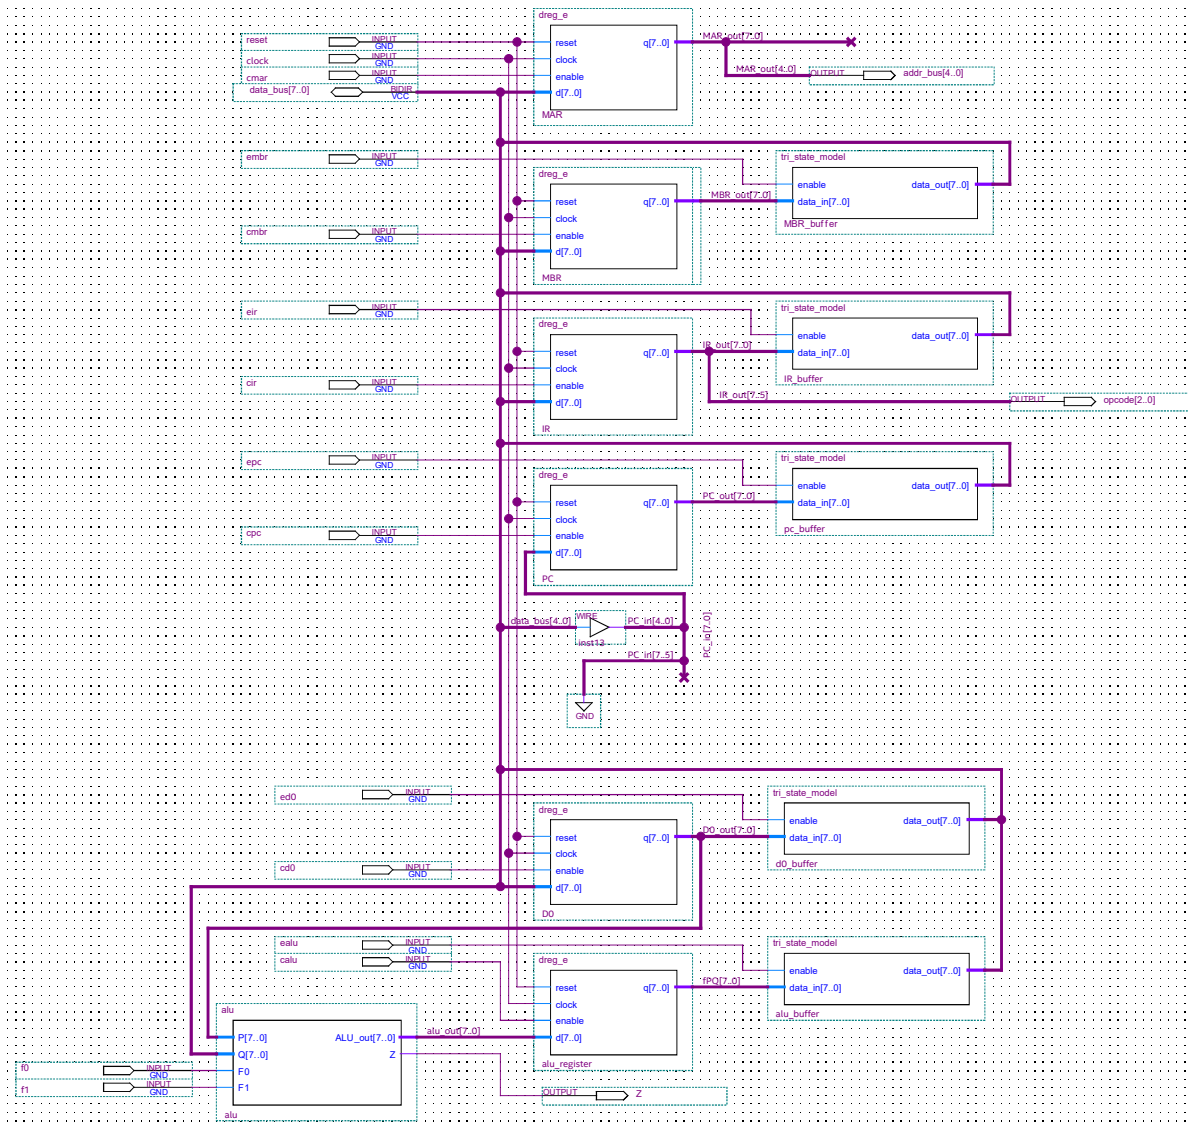 dreg_e
reset INPUT GND
clock INPUT GND
cmar INPUT GND
data_bus[7..0] BIDIR VCC
reset q[7..0] MAR_out[7..0]
clock
enable
d[7..0]
MAR
MAR_out[4..0] OUTPUT addr_bus[4..0]
embr INPUT GND
tri_state_model
enable data_out[7..0]
data_in[7..0]
MBR_buffer
dreg_e
reset q[7..0] MBR_out[7..0]
clock
enable
d[7..0]
MBR
cmbr INPUT GND
eir INPUT GND
tri_state_model
enable data_out[7..0]
data_in[7..0]
IR_buffer
dreg_e
reset q[7..0] IR_out[7..0]
clock
enable
d[7..0]
IR
cir INPUT GND
IR_out[7..5] OUTPUT opcode[2..0]
epc INPUT GND
tri_state_model
enable data_out[7..0]
data_in[7..0]
pc_buffer
dreg_e
reset q[7..0] PC_out[7..0]
clock
enable
d[7..0]
PC
cpc INPUT GND
data_bus[4..0] WIRE PC_in[4..0]
inst13
PC_in[7..0]
PC_in[7..5]
GND
ed0 INPUT GND
tri_state_model
enable data_out[7..0]
data_in[7..0]
d0_buffer
dreg_e
reset q[7..0] D0_out[7..0]
clock
enable
d[7..0]
D0
cd0 INPUT GND
ealu INPUT GND
calu INPUT GND
tri_state_model
enable data_out[7..0]
data_in[7..0]
alu_buffer
dreg_e
reset q[7..0] fPQ[7..0]
clock
enable
d[7..0]
alu_register
alu
P[7..0] ALU_out[7..0] alu_out[7..0]
Q[7..0] Z
F0
F1
alu
f0 INPUT GND
f1 INPUT GND
OUTPUT Z